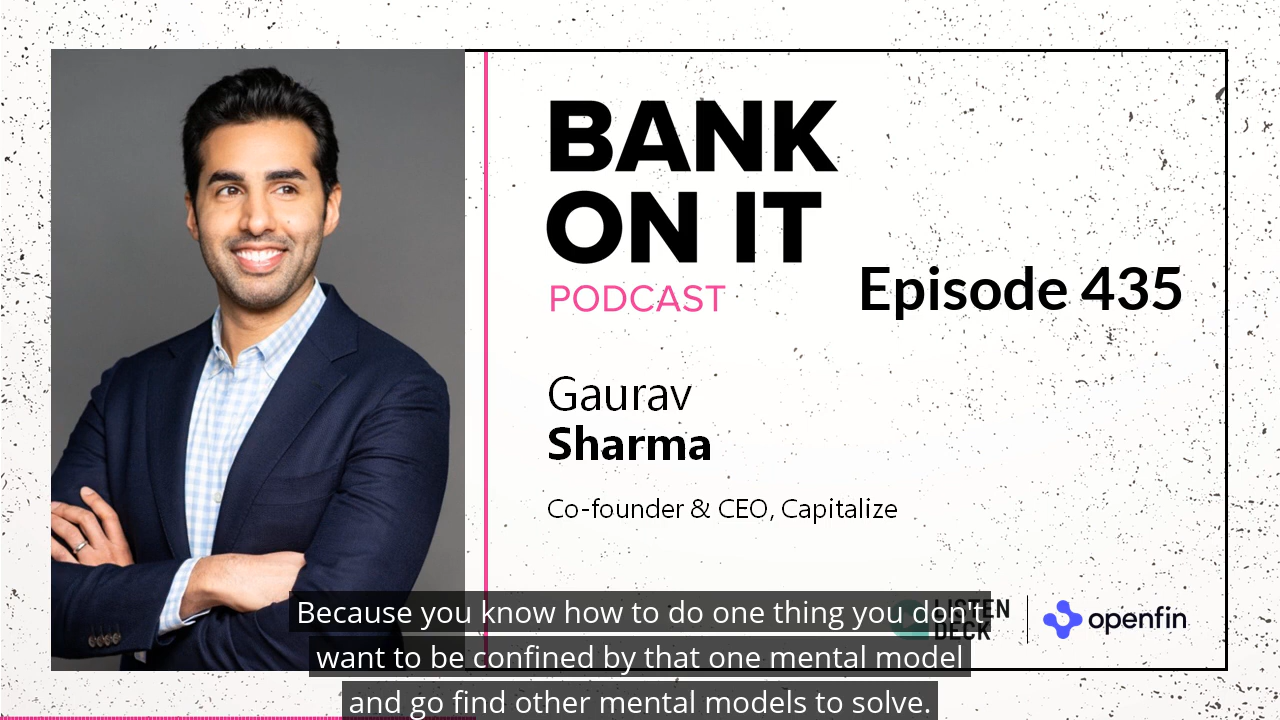 BANK
ON IT
PODCAST
Episode 435
Gaurav
Sharma
Co-founder & CEO, Capitalize
LISTEN
DECK
openfin
Because you know how to do one thing you don't
want to be confined by that one mental model
and go find other mental models to solve.